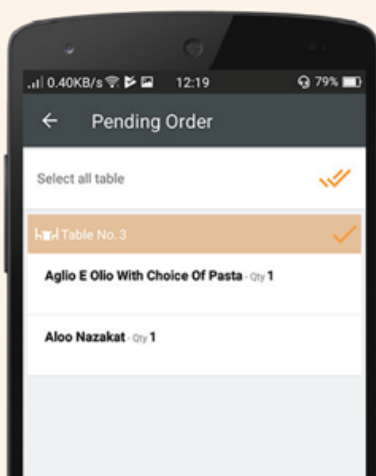 0.40KB/s 12:19 79%
Pending Order
Select all table
Table No. 3
Aglio E Olio With Choice Of Pasta - Qty 1
Aloo Nazakat - Qty 1